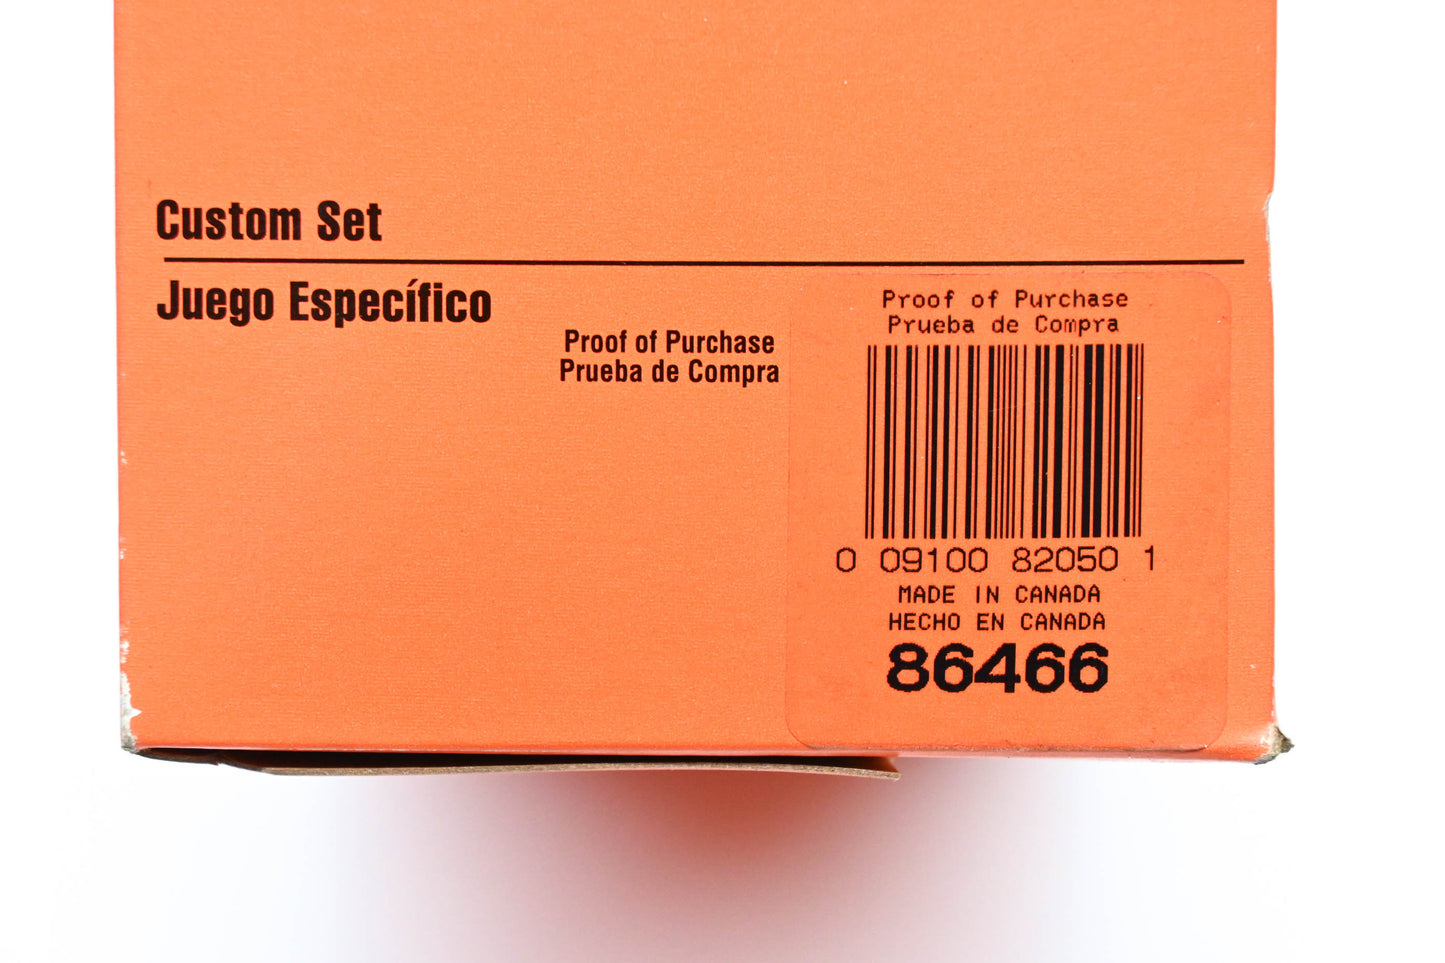 Custom Set
Juego Específico
Proof of Purchase
Prueba de Compra
Proof of Purchase
Prueba de Compra
0 09100 82050 1
MADE IN CANADA
HECHO EN CANADA
86466